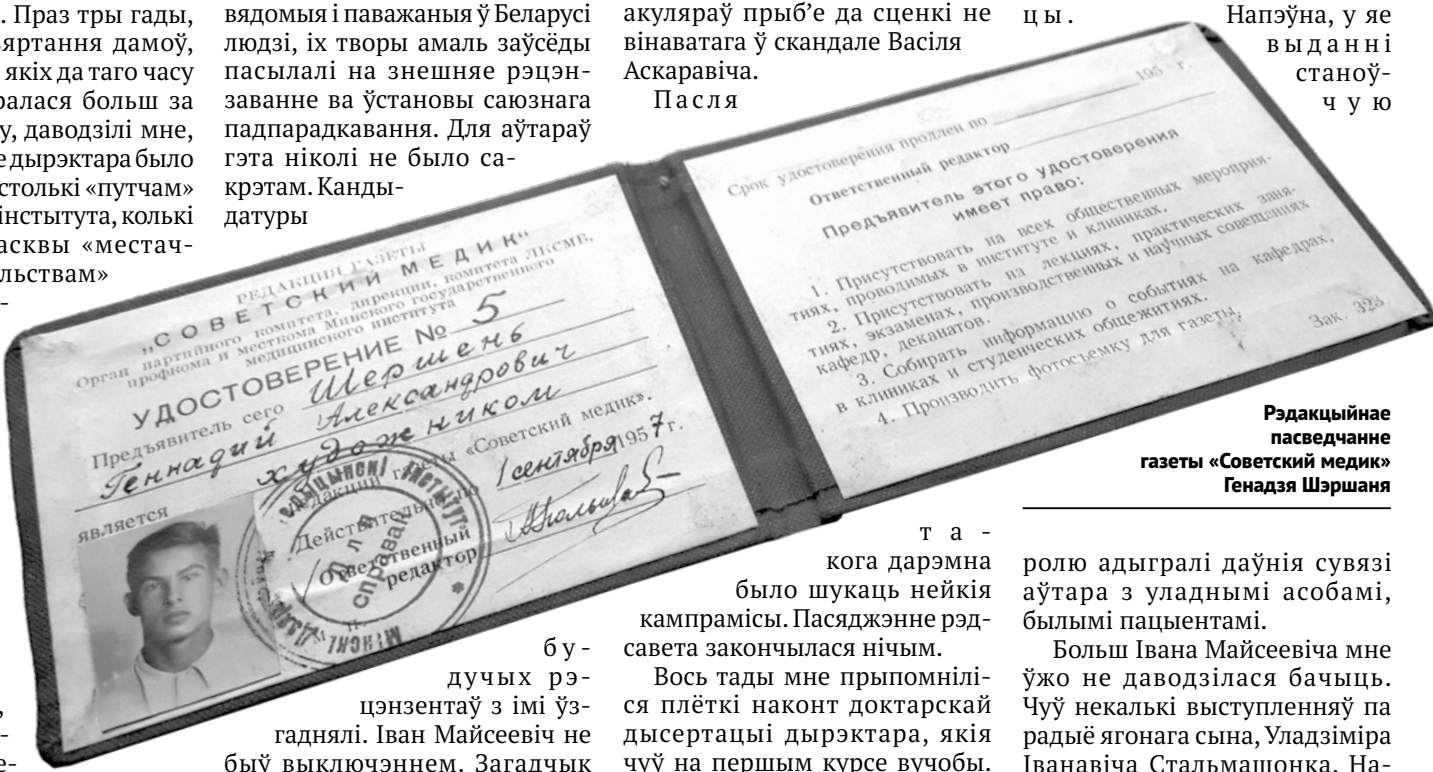 . Праз тры гады,
яртання дамоў,
якіх да таго часу
ралася больш за
у, даводзілі мне,
е дырэктара было
столькі «путчам»
інстытута, колькі
асквы «местач-
льствам»
-
,
-
е-
вядомыя і паважаныя ў Беларусі
людзі, іх творы амаль заўсёды
пасылалі на знешняе рэцэн-
заванне ва ўстановы саюзнага
падпарадкавання. Для аўтараў
гэта ніколі не было са-
крэтам. Канды-
датуры
бу-
дучых рэ-
цэнзентаў з імі ўз-
гаднялі. Іван Майсеевіч не
быў выключэннем. Загадчык
акуляраў прыб’е да сценкі не
вінаватага ў скандале Васіля
Аскаравіча.
Пасля
та-
кога дарэмна
было шукаць нейкія
кампрамісы. Пасяджэнне рэд-
савета закончылася нічым.
Вось тады мне прыпомнілі-
ся плёткі наконт доктарскай
дысертацыі дырэктара, якія
чуў на першым курсе вучобы.
цы.
Напэўна, у яе
выданні
станоў-
чую
ролю адыгралі даўнія сувязі
аўтара з уладнымі асобамі,
былымі пацыентамі.
Больш Івана Майсеевіча мне
ўжо не даводзілася бачыць.
Чуў некалькі выступленняў па
радыё ягонага сына, Уладзіміра
Іванавіча Стальмашонка. На-
РЕДАКЦИЯ ГАЗЕТЫ
„СОВЕТСКИЙ МЕДИК“
Орган партийного комитета, дирекции, комитета ЛКСМБ,
профкома и месткома Минского государственного
медицинского института
УДОСТОВЕРЕНИЕ № 5
Предъявитель сего Шершень
Геннадий Александрович
является художником
редакции газеты «Советский медик».
Действительно по 1 сентября 1957 г.
Ответственный
редактор
Мінскі Дзярж. медыцынскі інстытут
Для
справак
Срок удостоверения продлен по 195 г.
Ответственный редактор
Предъявитель этого удостоверения
имеет право:
1. Присутствовать на всех общественных мероприя-
тиях, проводимых в институте и клиниках.
2. Присутствовать на лекциях, практических заня-
тиях, экзаменах, производственных и научных совещаниях
кафедр, деканатов.
3. Собирать информацию о событиях на кафедрах,
в клиниках и студенческих общежитиях.
4. Производить фотосъемку для газеты.
Зак. 323.
Рэдакцыйнае
пасведчанне
газеты «Советский медик»
Генадзя Шэршаня